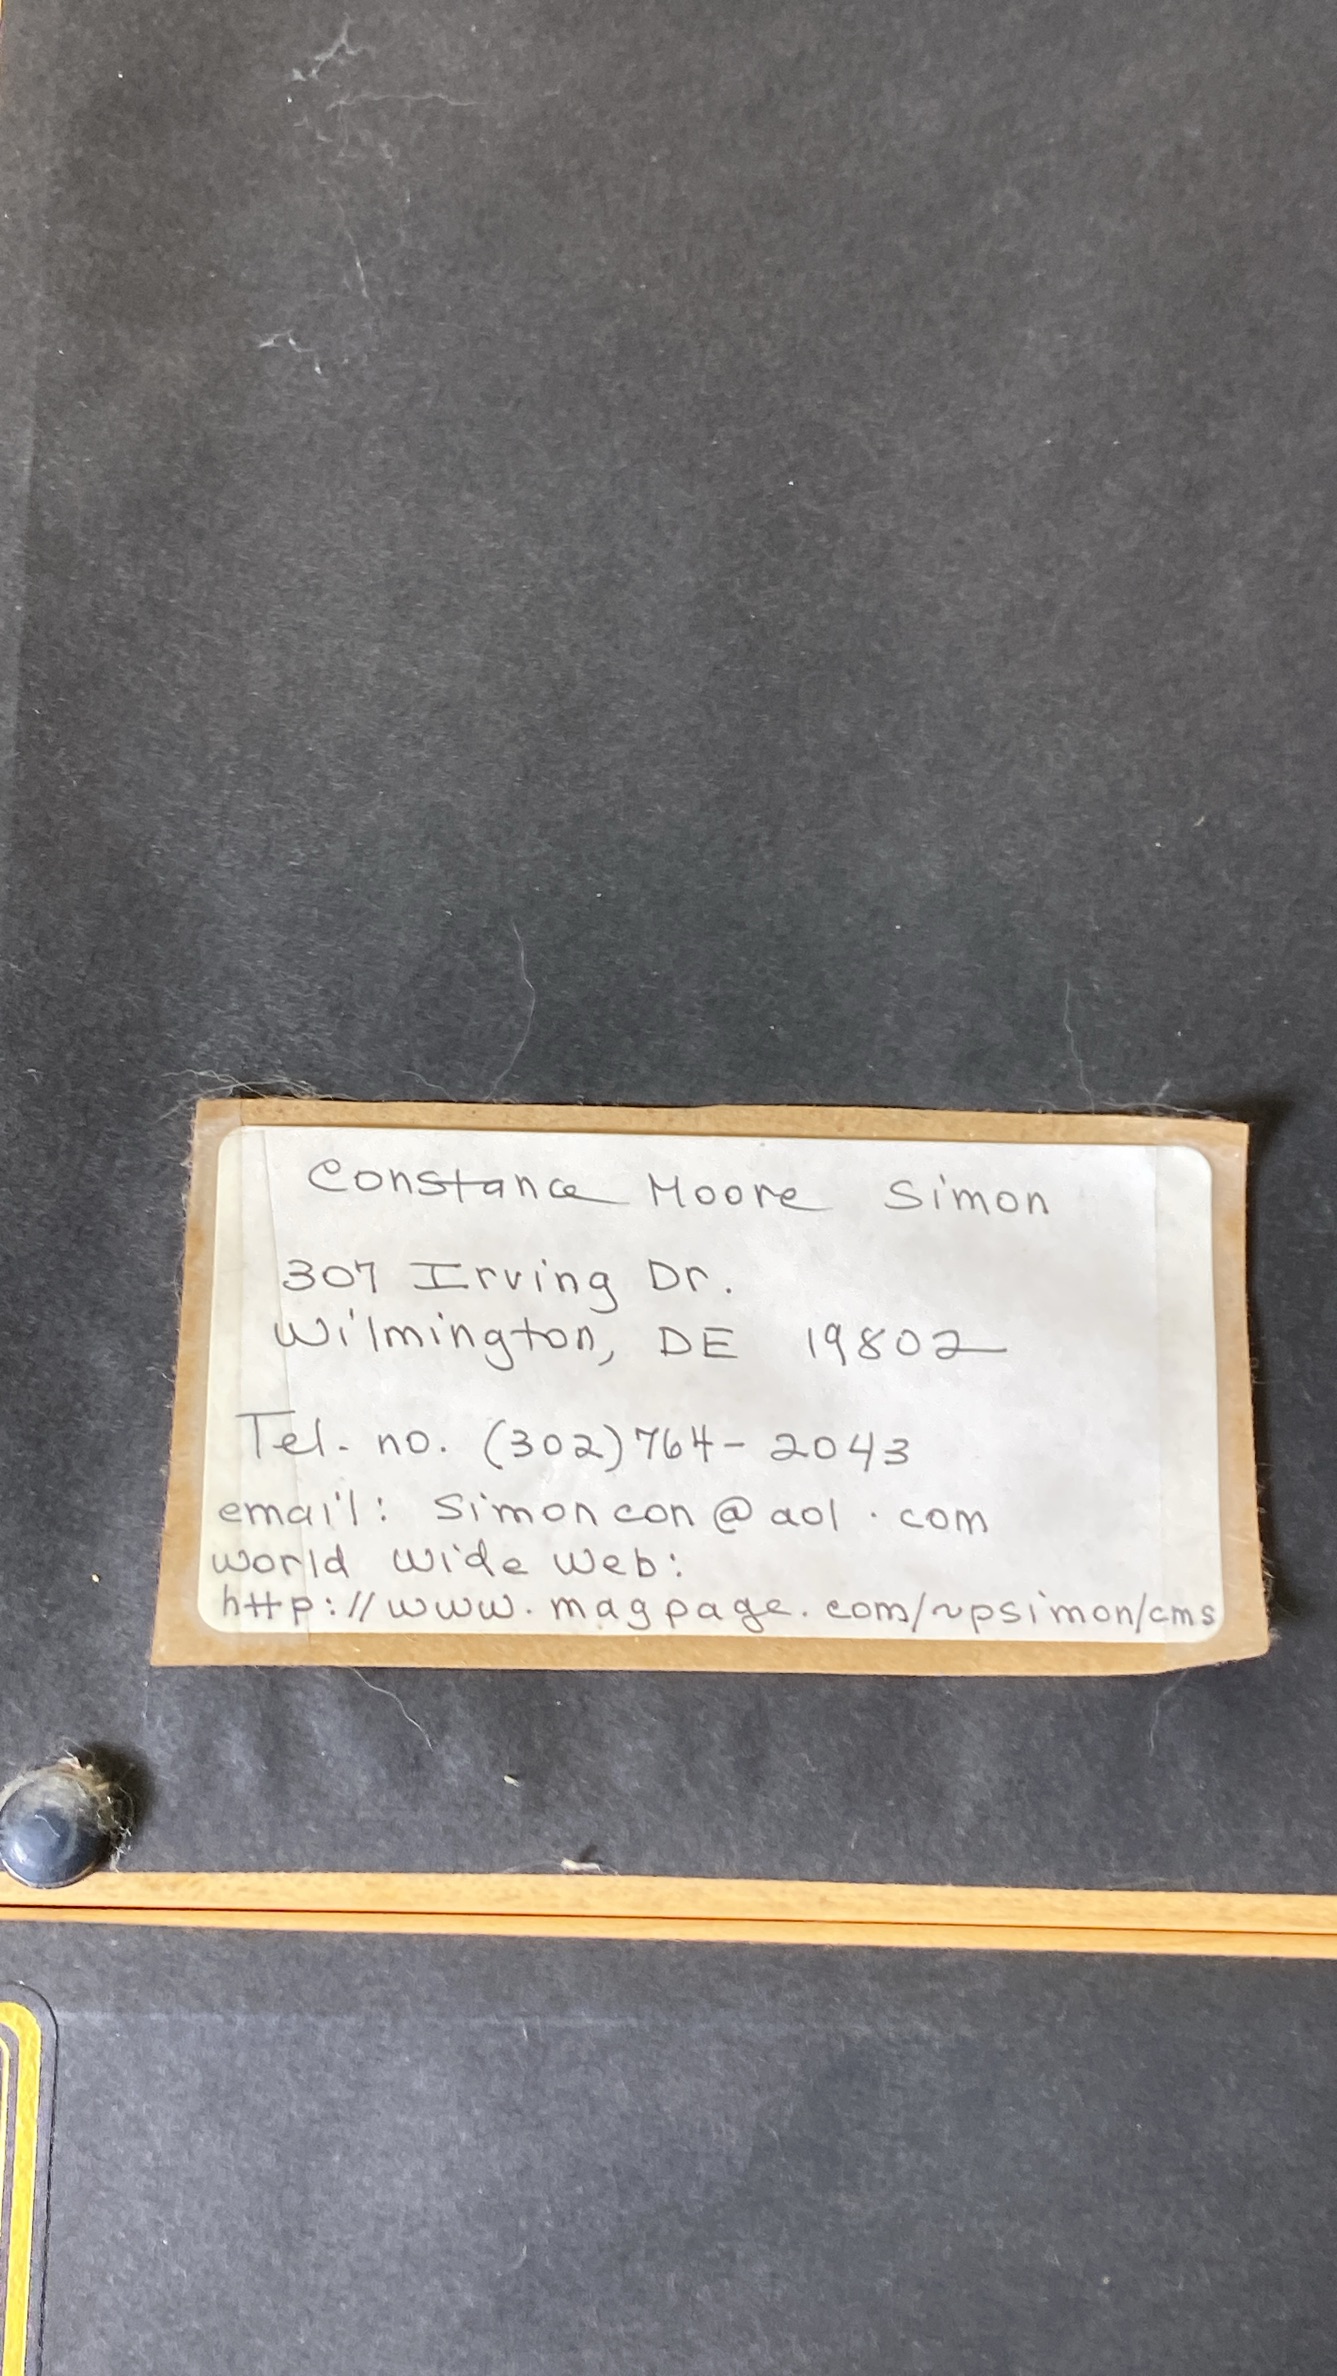 Constance Moore Simon
307 Irving Dr.
Wilmington, DE 19802
Tel. no. (302) 764-2043
email: simoncon@aol.com
world wide web:
http://www.magpage.com/~psimon/cms